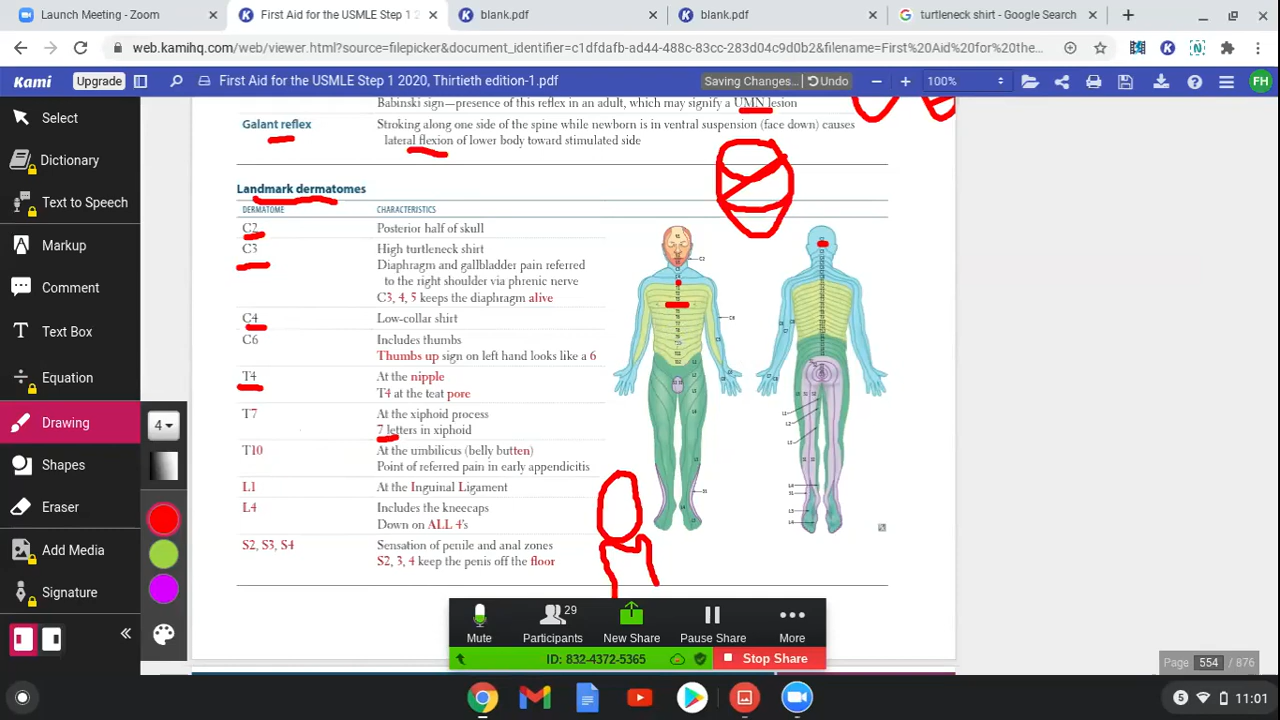 Launch Meeting - Zoom
First Aid for the USMLE Step 1 2
blank.pdf
blank.pdf
turtleneck shirt - Google Search
web.kamihq.com/web/viewer.html?source=filepicker&document_identifier=c1dfdafb-ad44-488c-83cc-283d04c9d0b2&filename=First%20Aid%20for%20the...
Kami
Upgrade
First Aid for the USMLE Step 1 2020, Thirtieth edition-1.pdf
Saving Changes...
Undo
100%
FH
Select
Dictionary
Text to Speech
Markup
Comment
Text Box
Equation
Drawing
Shapes
Eraser
Add Media
Signature
4
Babinski sign—presence of this reflex in an adult, which may signify a UMN lesion
Galant reflex
Stroking along one side of the spine while newborn is in ventral suspension (face down) causes
lateral flexion of lower body toward stimulated side
Landmark dermatomes
DERMATOME CHARACTERISTICS
C2 Posterior half of skull
C3 High turtleneck shirt
Diaphragm and gallbladder pain referred
to the right shoulder via phrenic nerve
C3, 4, 5 keeps the diaphragm alive
C4 Low-collar shirt
C6 Includes thumbs
Thumbs up sign on left hand looks like a 6
T4 At the nipple
T4 at the teat pore
T7 At the xiphoid process
7 letters in xiphoid
T10 At the umbilicus (belly button)
Point of referred pain in early appendicitis
L1 At the Inguinal Ligament
L4 Includes the kneecaps
Down on ALL 4's
S2, S3, S4 Sensation of penile and anal zones
S2, 3, 4 keep the penis off the floor
Mute
29
Participants
New Share
Pause Share
More
ID: 832-4372-5365
Stop Share
Page 554 / 876
5
11:01